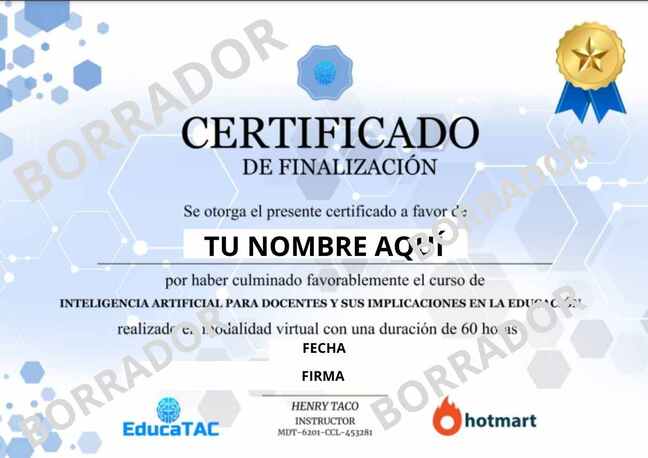 BORRADOR
CERTIFICADO
DE FINALIZACIÓN
Se otorga el presente certificado a favor de
BORRADOR
TU NOMBRE AQUÍ
por haber culminado favorablemente el curso de
INTELIGENCIA ARTIFICIAL PARA DOCENTES Y SUS IMPLICACIONES EN LA EDUCACIÓN.
realizado en modalidad virtual con una duración de 60 horas
FECHA
FIRMA
BORRADOR
BORRADOR
HENRY TACO
INSTRUCTOR
MDT-6201-CCL-453281
EducaTAC
hotmart